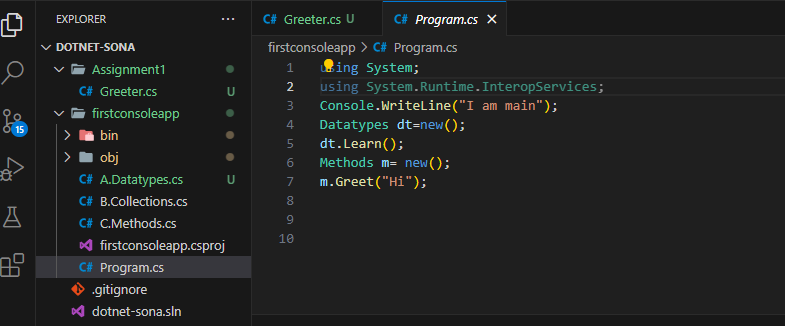 EXPLORER
DOTNET-SONA
Assignment1
C# Greeter.cs U
firstconsoleapp
bin
obj
C# A.Datatypes.cs U
C# B.Collections.cs
C# C.Methods.cs
firstconsoleapp.csproj
C# Program.cs
.gitignore
dotnet-sona.sln
15
C# Greeter.cs U
C# Program.cs
firstconsoleapp > C# Program.cs
1 using System;
2 using System.Runtime.InteropServices;
3 Console.WriteLine("I am main");
4 Datatypes dt=new();
5 dt.Learn();
6 Methods m= new();
7 m.Greet("Hi");
8
9
10